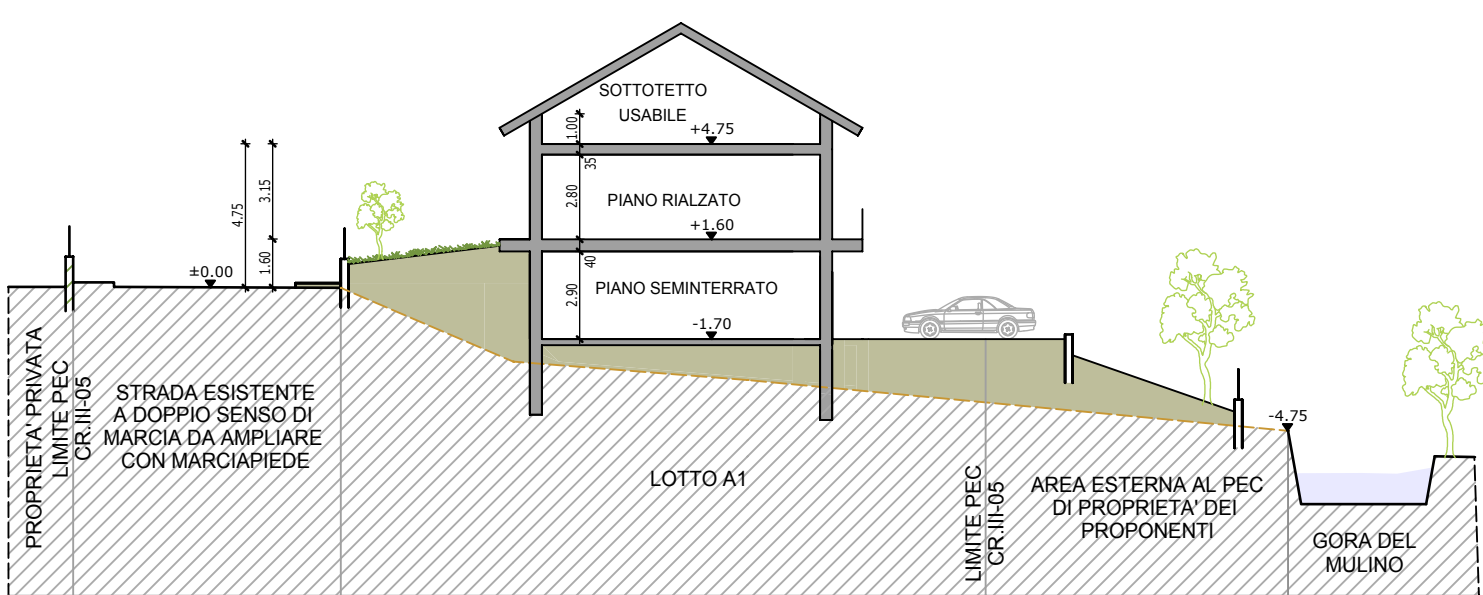 SOTTOTETTO
USABILE
1.00
+4.75
35
3.15
4.75
2.80
PIANO RIALZATO
+1.60
1.60
±0.00
40
2.90
PIANO SEMINTERRATO
-1.70
PROPRIETA' PRIVATA
LIMITE PEC
CR.III-05
STRADA ESISTENTE
A DOPPIO SENSO DI
MARCIA DA AMPLIARE
CON MARCIAPIEDE
LOTTO A1
LIMITE PEC
CR.III-05
AREA ESTERNA AL PEC
DI PROPRIETA' DEI
PROPONENTI
-4.75
GORA DEL
MULINO